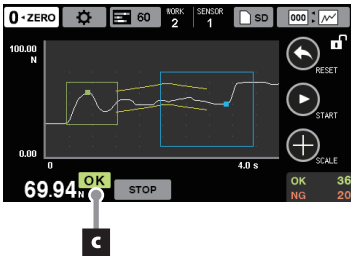 0◂ZERO 60 WORK 2 SENSOR 1 SD 000
100.00
N
RESET
START
0.00
0 4.0 s
SCALE
OK
69.94 N STOP
OK 36
NG 20
C